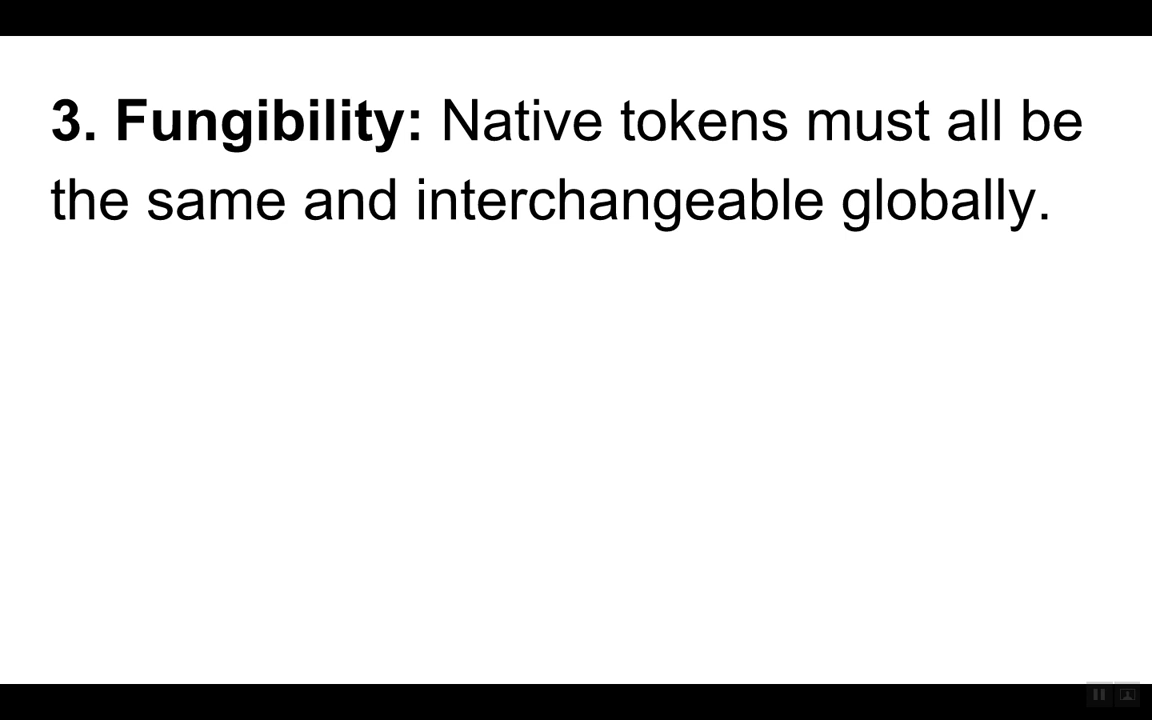 3. Fungibility: Native tokens must all be
the same and interchangeable globally.